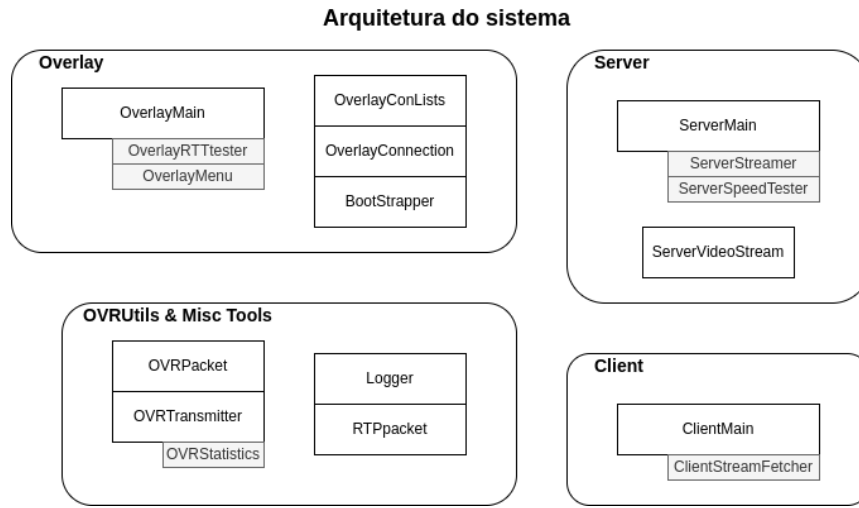 Arquitetura do sistema
Overlay
OverlayMain
OverlayRTTtester
OverlayMenu
OverlayConLists
OverlayConnection
BootStrapper
Server
ServerMain
ServerStreamer
ServerSpeedTester
ServerVideoStream
OVRUtils & Misc Tools
OVRPacket
OVRTransmitter
OVRStatistics
Logger
RTPpacket
Client
ClientMain
ClientStreamFetcher